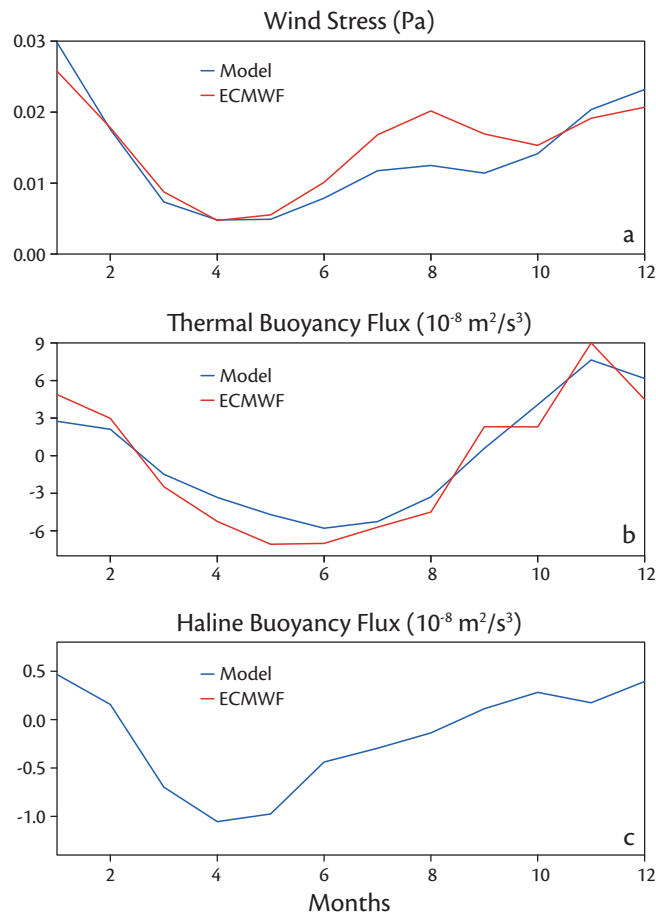 Wind Stress (Pa)
0.03
Model
ECMWF
0.02
0.01
0.00
a
2 4 6 8 10 12
Thermal Buoyancy Flux (10⁻⁸ m²/s³)
9
Model
6
ECMWF
3
0
-3
-6
b
2 4 6 8 10 12
Haline Buoyancy Flux (10⁻⁸ m²/s³)
0.5
Model
ECMWF
0.0
-0.5
-1.0
c
2 4 6 8 10 12
Months